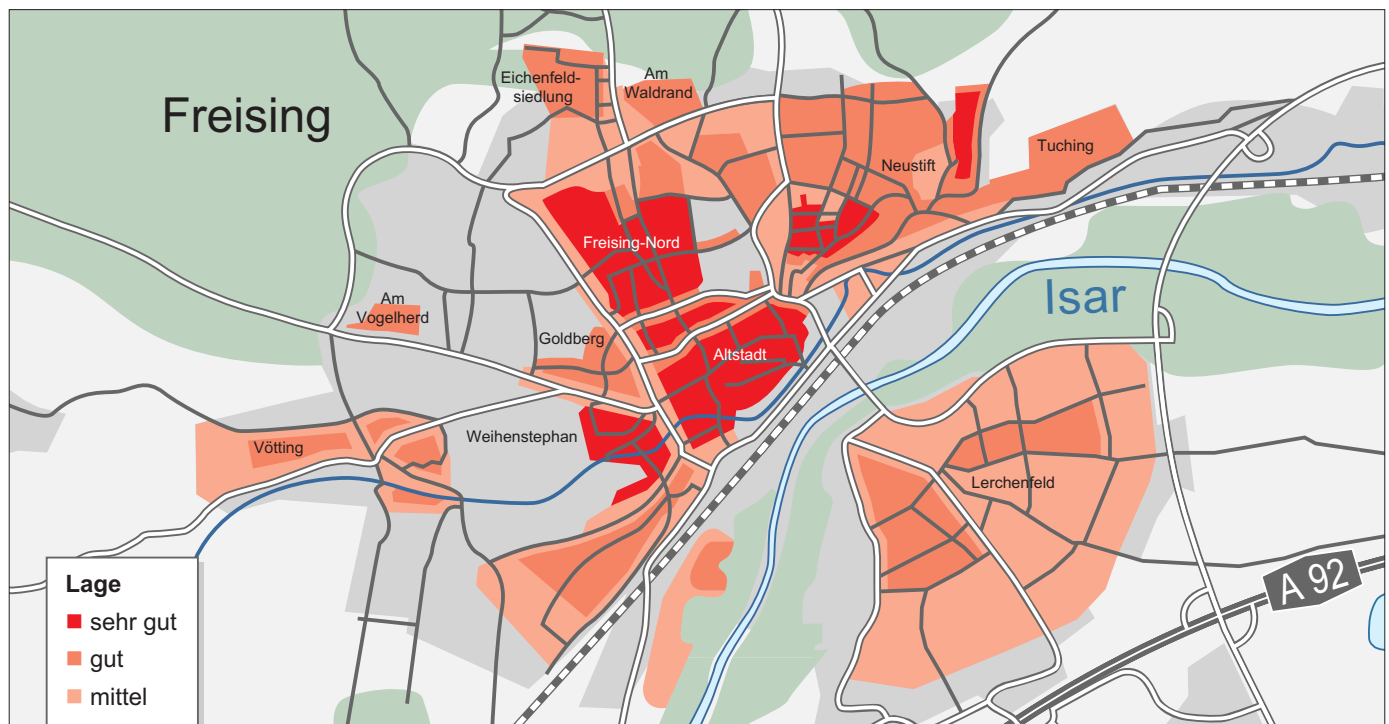 Freising
Eichenfeld-
siedlung
Am
Waldrand
Neustift
Tuching
Freising-Nord
Isar
Am
Vogelherd
Goldberg
Altstadt
Weihenstephan
Vötting
Lerchenfeld
A 92
Lage
sehr gut
gut
mittel